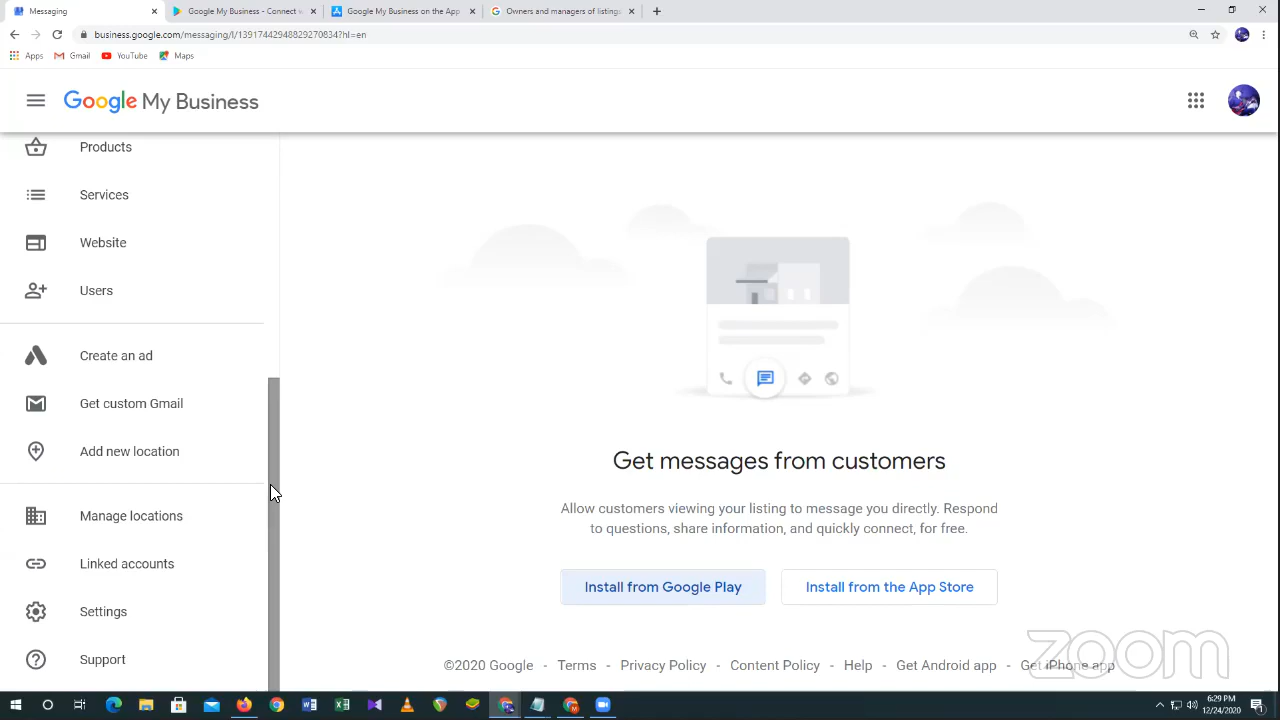 Messaging
Google My Business - Connect w
Google My Business on the App
Owners and managers of listing
business.google.com/messaging/l/13917442948829270834?hl=en
Apps
Gmail
YouTube
Maps
Google My Business
Products
Services
Website
Users
Create an ad
Get custom Gmail
Add new location
Manage locations
Linked accounts
Settings
Support
Get messages from customers
Allow customers viewing your listing to message you directly. Respond
to questions, share information, and quickly connect, for free.
Install from Google Play
Install from the App Store
©2020 Google - Terms - Privacy Policy - Content Policy - Help - Get Android app - Get iPhone app
zoom
6:29 PM
12/24/2020